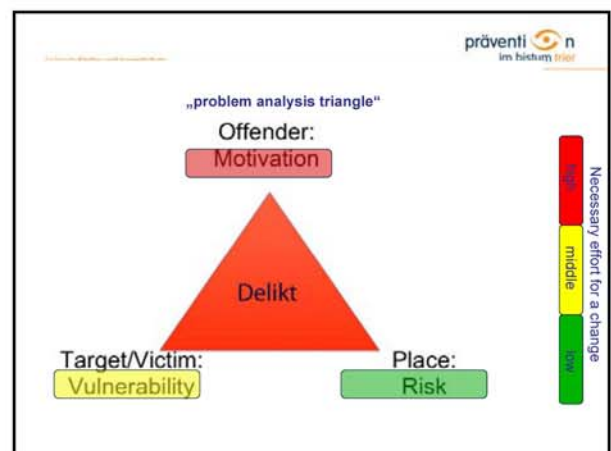 präventi n
im bistum trier
„problem analysis triangle“
Offender:
Motivation
Delikt
Target/Victim:
Vulnerability
Place:
Risk
high
middle
low
Necessary effort for a change